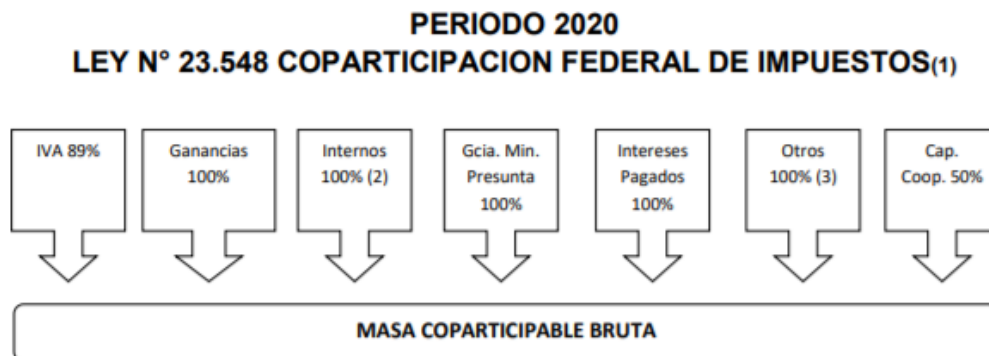 PERIODO 2020
LEY N° 23.548 COPARTICIPACION FEDERAL DE IMPUESTOS(1)
IVA 89%
Ganancias
100%
Internos
100% (2)
Gcia. Min.
Presunta
100%
Intereses
Pagados
100%
Otros
100% (3)
Cap.
Coop. 50%
MASA COPARTICIPABLE BRUTA